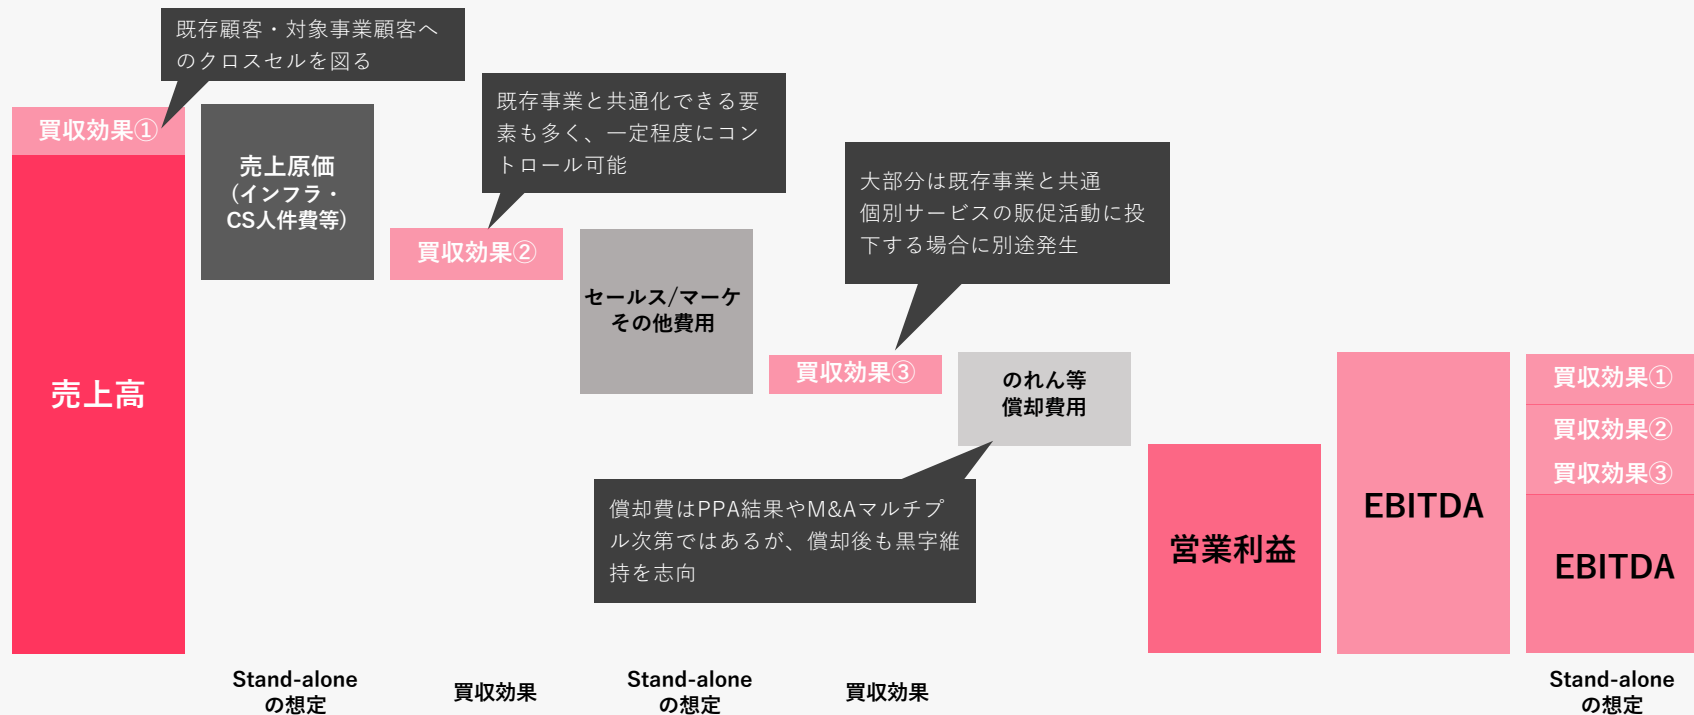 既存顧客・対象事業顧客へ
のクロスセルを図る
買収効果①
売上高
売上原価
(インフラ・
CS人件費等)
既存事業と共通化できる要
素も多く、一定程度にコン
トロール可能
買収効果②
セールス/マーケ
その他費用
大部分は既存事業と共通
個別サービスの販促活動に投
下する場合に別途発生
買収効果③
のれん等
償却費用
償却費はPPA結果やM&Aマルチプ
ル次第ではあるが、償却後も黒字維
持を志向
営業利益
EBITDA
買収効果①
買収効果②
買収効果③
EBITDA
Stand-alone
の想定
買収効果
Stand-alone
の想定
買収効果
Stand-alone
の想定